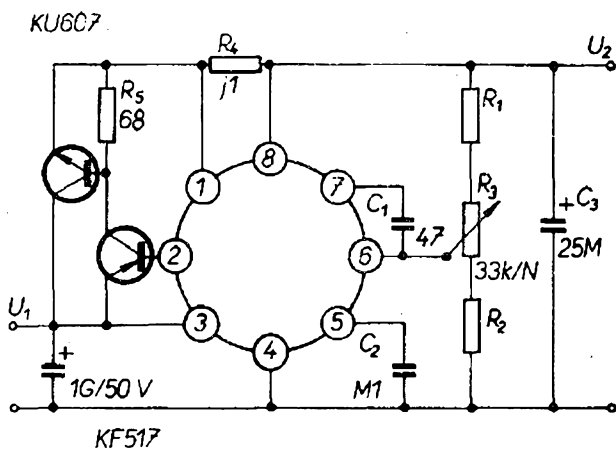 KU607
R4
j1
U2
R5
68
R1
8
1
7
C1
47
R3
33k/N
+
C3
25M
2
6
U1
3
5
4
C2
M1
R2
+
1G/50 V
KF517